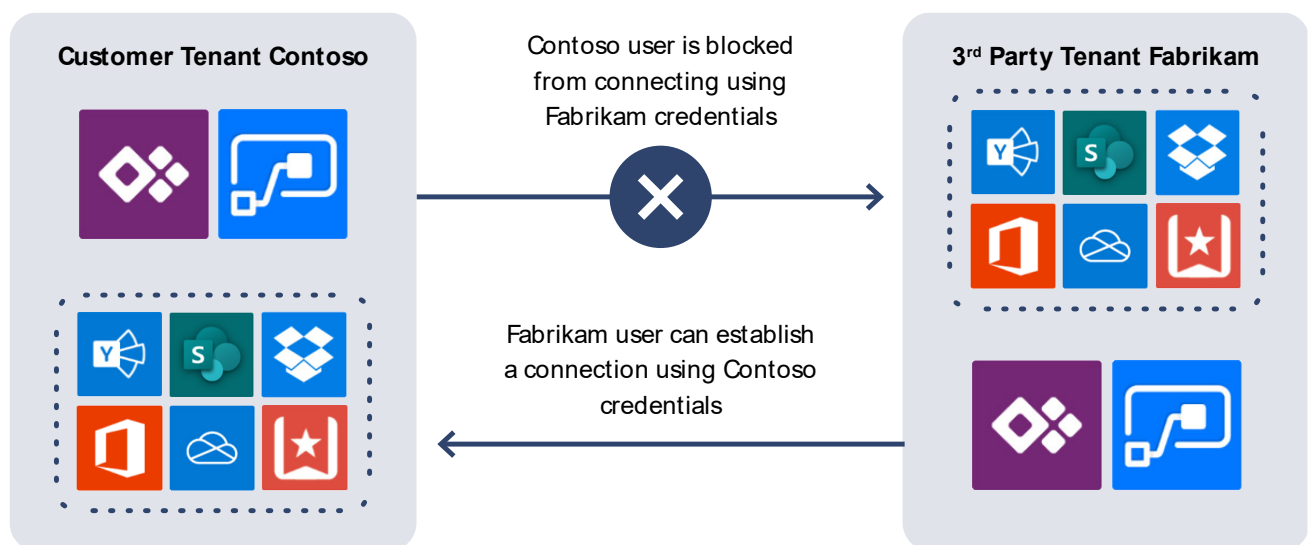 Customer Tenant Contoso
Contoso user is blocked
from connecting using
Fabrikam credentials
3rd Party Tenant Fabrikam
Y
S
Y
S
Fabrikam user can establish
a connection using Contoso
credentials